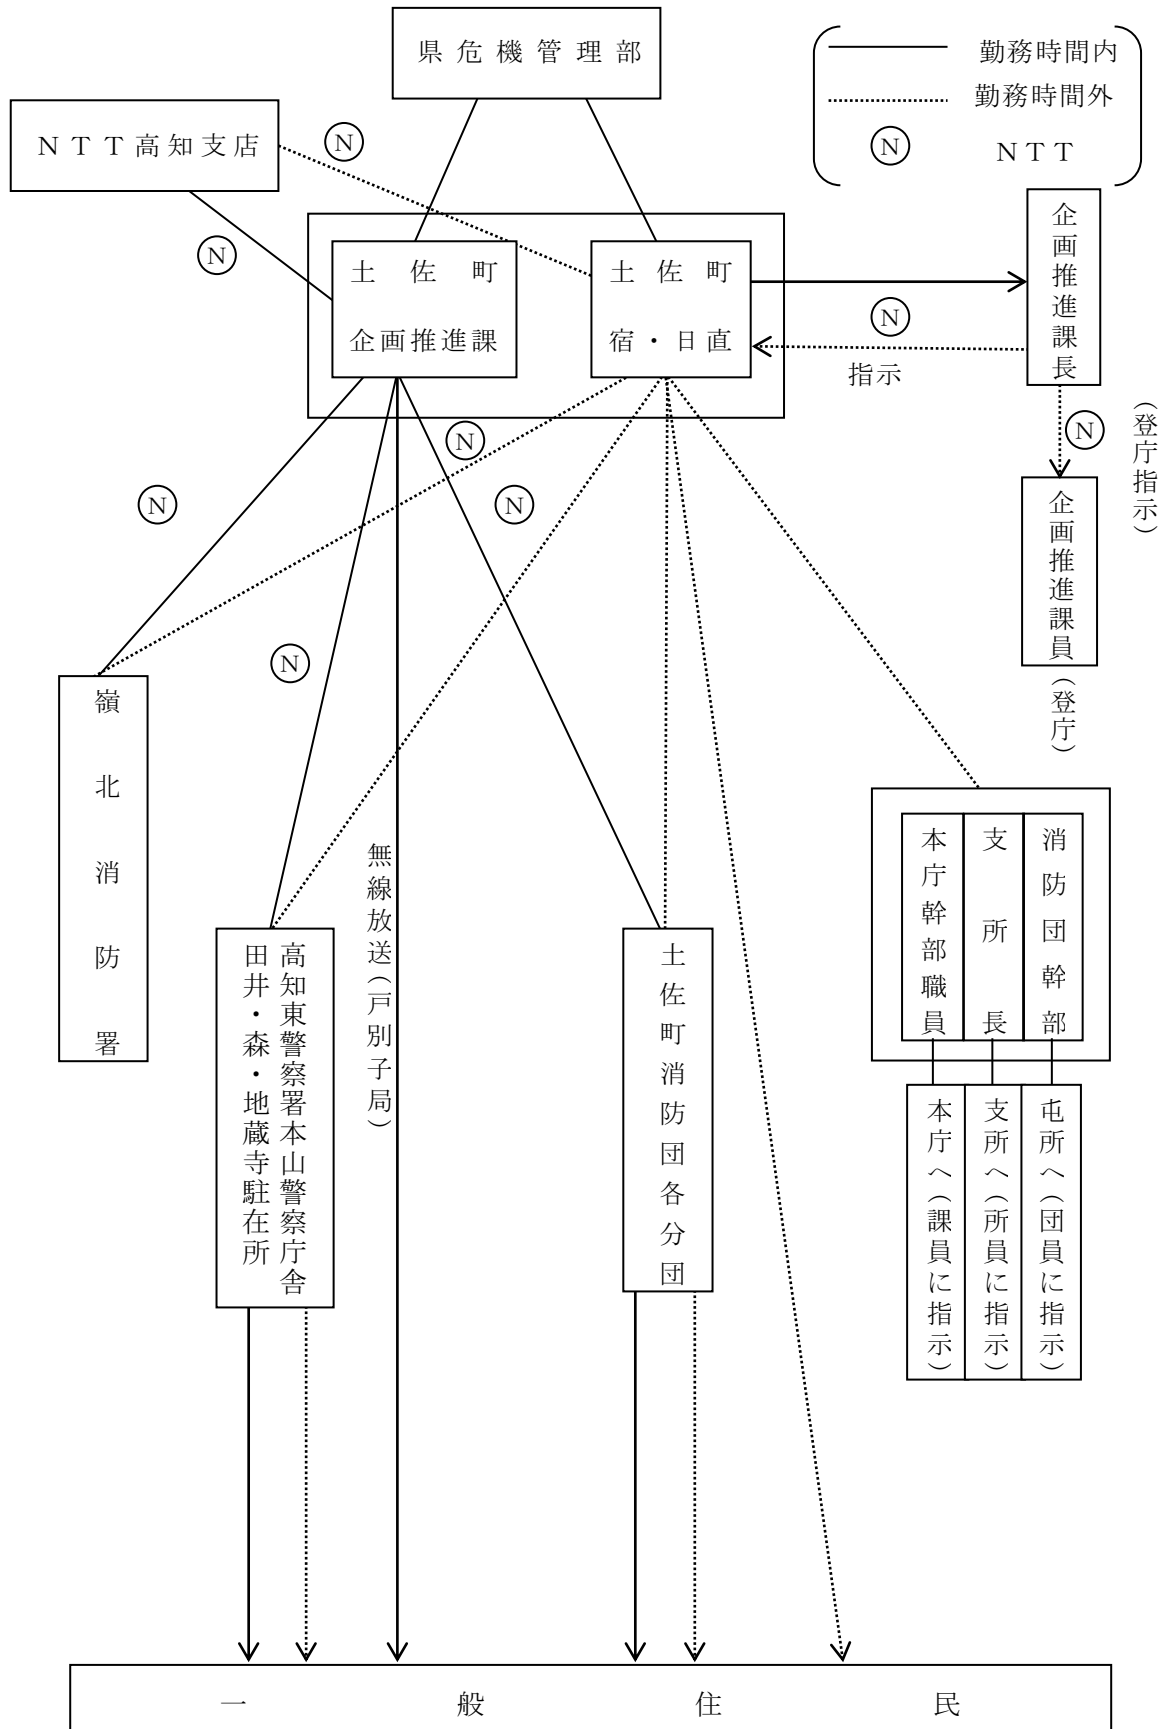 県危機管理部
勤務時間内
勤務時間外
Ⓝ ＮＴＴ
ＮＴＴ高知支店
Ⓝ
Ⓝ
土佐町
企画推進課
土佐町
宿・日直
企画推進課長
Ⓝ
指示
Ⓝ
（登庁指示）
企画推進課員
（登庁）
Ⓝ
Ⓝ
Ⓝ
Ⓝ
嶺北消防署
高知東警察署本山警察庁舎
田井・森・地蔵寺駐在所
無線放送（戸別子局）
土佐町消防団各分団
消防団幹部
支所長
本庁幹部職員
屯所へ（団員に指示）
支所へ（所員に指示）
本庁へ（課員に指示）
一般住民